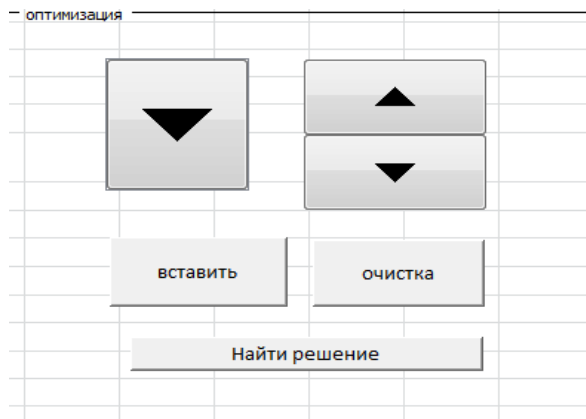 оптимизация
вставить
очистка
Найти решение